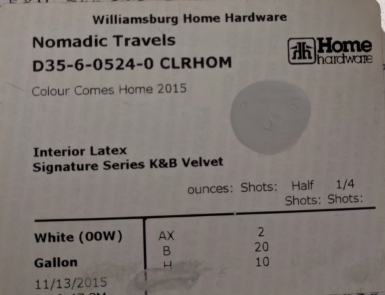 Williamsburg Home Hardware
Nomadic Travels
D35-6-0524-0 CLRHOM
Home
hardware
Colour Comes Home 2015
Interior Latex
Signature Series K&B Velvet
ounces: Shots: Half 1/4
Shots: Shots:
White (00W) AX 2
B 20
Gallon H 10
11/13/2015